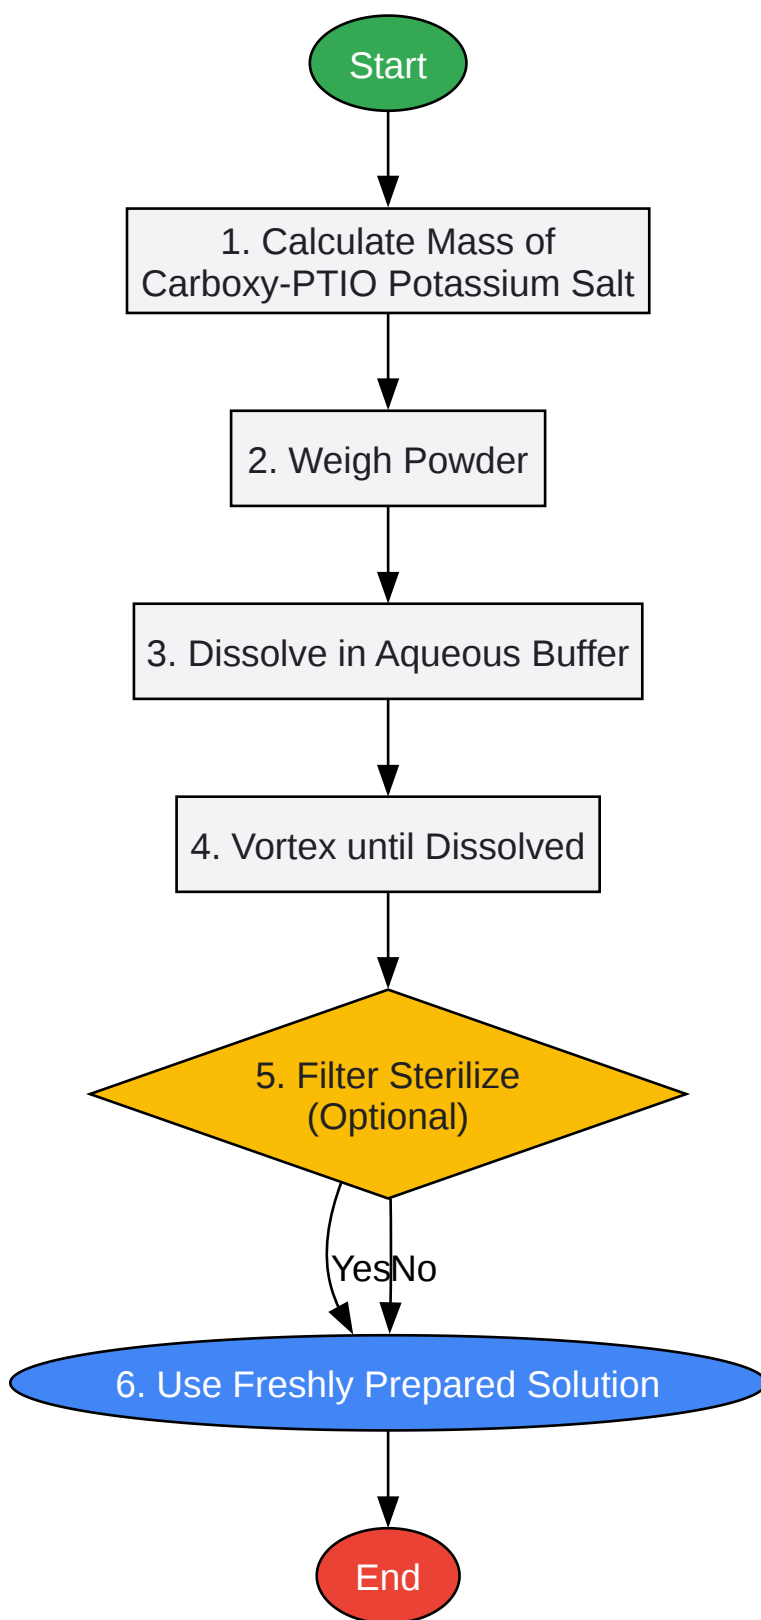 Start
1. Calculate Mass of
Carboxy-PTIO Potassium Salt
2. Weigh Powder
3. Dissolve in Aqueous Buffer
4. Vortex until Dissolved
5. Filter Sterilize
(Optional)
Yes
No
6. Use Freshly Prepared Solution
End